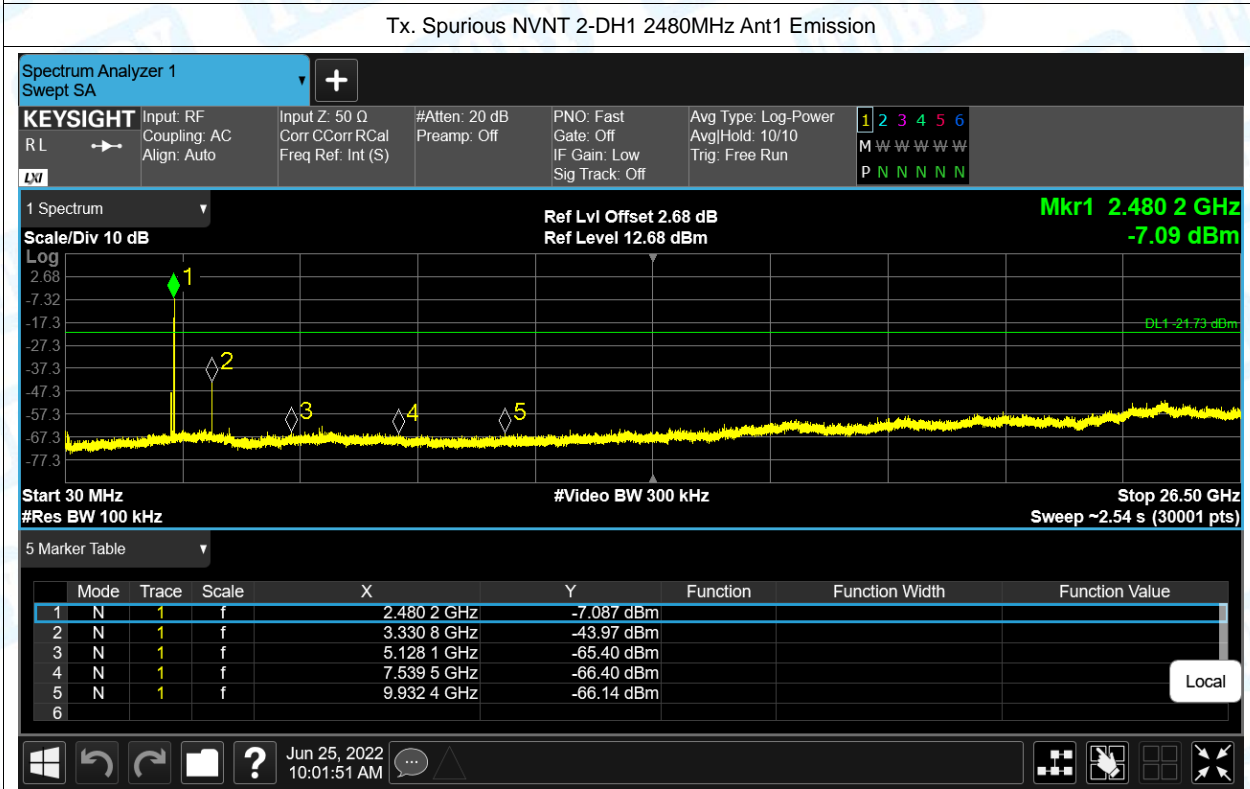 Tx. Spurious NVNT 2-DH1 2480MHz Ant1 Emission
Spectrum Analyzer 1
Swept SA
KEYSIGHT
R L
LXI
Input: RF
Coupling: AC
Align: Auto
Input Z: 50 Ω
Corr CCorr RCal
Freq Ref: Int (S)
#Atten: 20 dB
Preamp: Off
PNO: Fast
Gate: Off
IF Gain: Low
Sig Track: Off
Avg Type: Log-Power
Avg|Hold: 10/10
Trig: Free Run
1 2 3 4 5 6
M W W W W W
P N N N N N
1 Spectrum
Scale/Div 10 dB
Ref Lvl Offset 2.68 dB
Ref Level 12.68 dBm
Mkr1 2.480 2 GHz
-7.09 dBm
Log
2.68
-7.32
-17.3
-27.3
-37.3
-47.3
-57.3
-67.3
-77.3
1
2
3
4
5
DL1 -21.73 dBm
Start 30 MHz
#Res BW 100 kHz
#Video BW 300 kHz
Stop 26.50 GHz
Sweep ~2.54 s (30001 pts)
5 Marker Table
Mode Trace Scale X Y Function Function Width Function Value
1 N 1 f 2.480 2 GHz -7.087 dBm
2 N 1 f 3.330 8 GHz -43.97 dBm
3 N 1 f 5.128 1 GHz -65.40 dBm
4 N 1 f 7.539 5 GHz -66.40 dBm
5 N 1 f 9.932 4 GHz -66.14 dBm
6
Local
?
Jun 25, 2022
10:01:51 AM